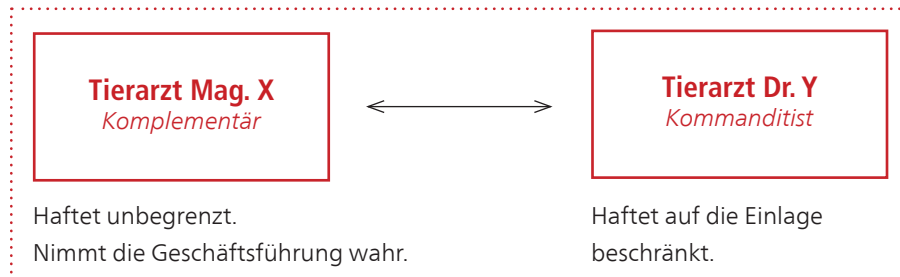 Tierarzt Mag. X
Komplementär
Tierarzt Dr. Y
Kommanditist
Haftet unbegrenzt.
Nimmt die Geschäftsführung wahr.
Haftet auf die Einlage
beschränkt.